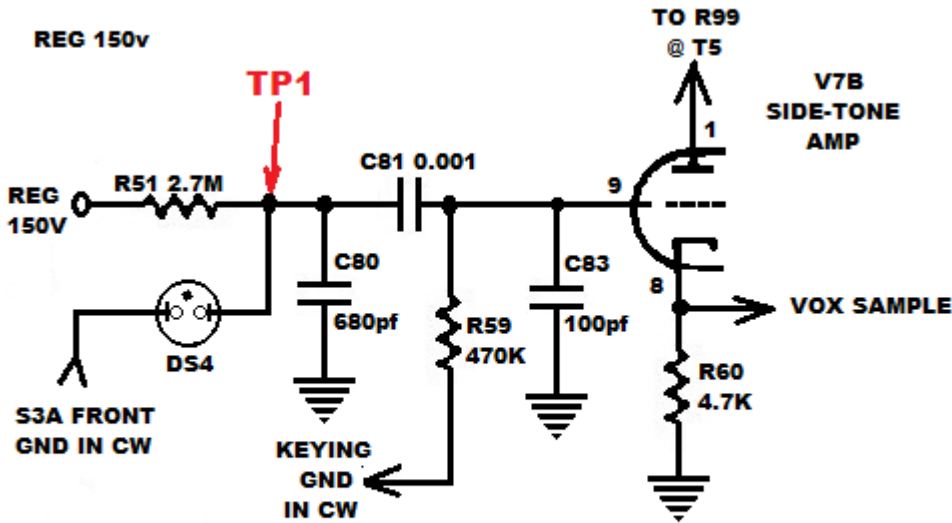 REG 150v
TP1
TO R99
@ T5
V7B
SIDE-TONE
AMP
1
C81 0.001
9
R51 2.7M
REG
150V
C80
680pf
C83
100pf
8
VOX SAMPLE
R59
470K
DS4
R60
4.7K
S3A FRONT
GND IN CW
KEYING
GND
IN CW